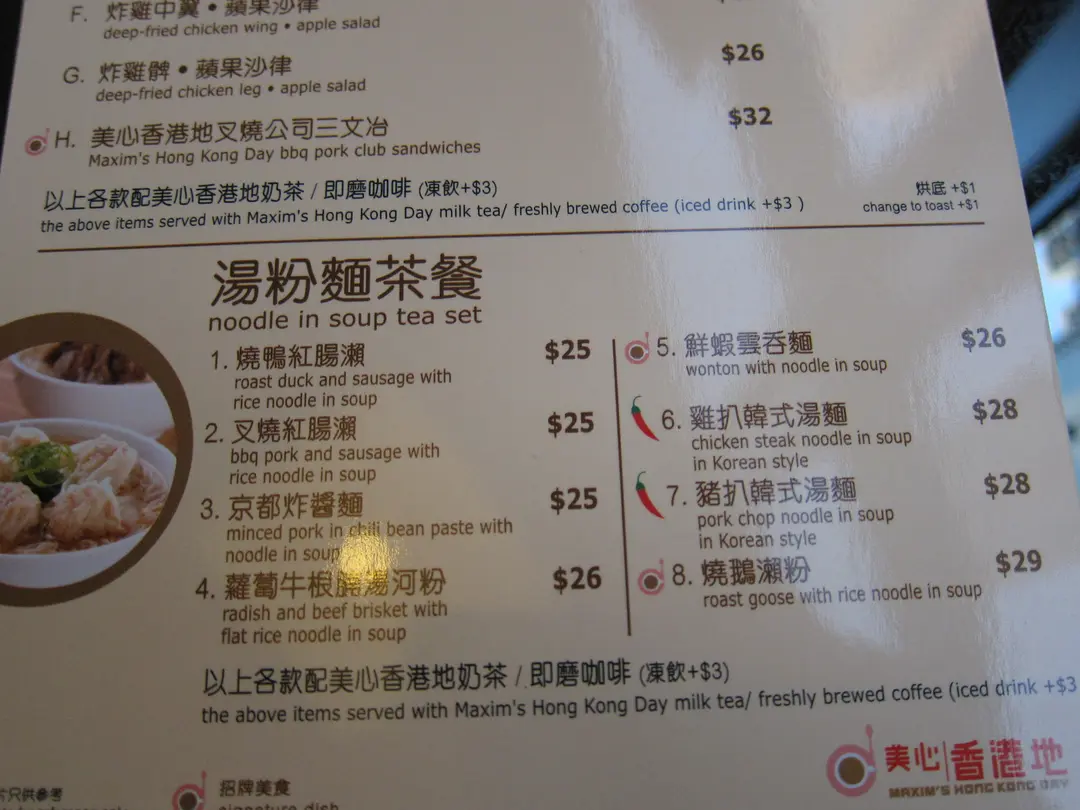 F. 炸雞中翼 • 蘋果沙律
deep-fried chicken wing • apple salad
G. 炸雞髀 • 蘋果沙律 $26
deep-fried chicken leg • apple salad
H. 美心香港地叉燒公司三文冶 $32
Maxim's Hong Kong Day bbq pork club sandwiches
以上各款配美心香港地奶茶 / 即磨咖啡 (凍飲+$3) 烘底 +$1
the above items served with Maxim's Hong Kong Day milk tea/ freshly brewed coffee (iced drink +$3 ) change to toast +$1
湯粉麵茶餐
noodle in soup tea set
1. 燒鴨紅腸瀨 $25
roast duck and sausage with
rice noodle in soup
2. 叉燒紅腸瀨 $25
bbq pork and sausage with
rice noodle in soup
3. 京都炸醬麵 $25
minced pork in chili bean paste with
noodle in soup
4. 蘿蔔牛根腩湯河粉 $26
radish and beef brisket with
flat rice noodle in soup
5. 鮮蝦雲吞麵 $26
wonton with noodle in soup
6. 雞扒韓式湯麵 $28
chicken steak noodle in soup
in Korean style
7. 豬扒韓式湯麵 $28
pork chop noodle in soup
in Korean style
8. 燒鵝瀨粉 $29
roast goose with rice noodle in soup
以上各款配美心香港地奶茶 / 即磨咖啡 (凍飲+$3)
the above items served with Maxim's Hong Kong Day milk tea/ freshly brewed coffee (iced drink +$3
美心 香港地
MAXIM'S HONG KONG DAY
片只供參考
招牌美食
signature dish